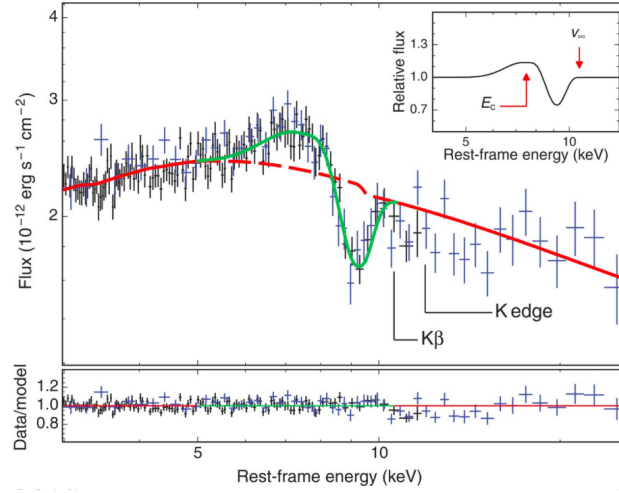 4
3
2
Flux (10⁻¹² erg s⁻¹ cm⁻²)
1.3
1.0
0.7
Relative flux
V∞
E_c
5
10
Rest-frame energy (keV)
K edge
Kβ
1.2
1.0
0.8
Data/model
5
10
Rest-frame energy (keV)